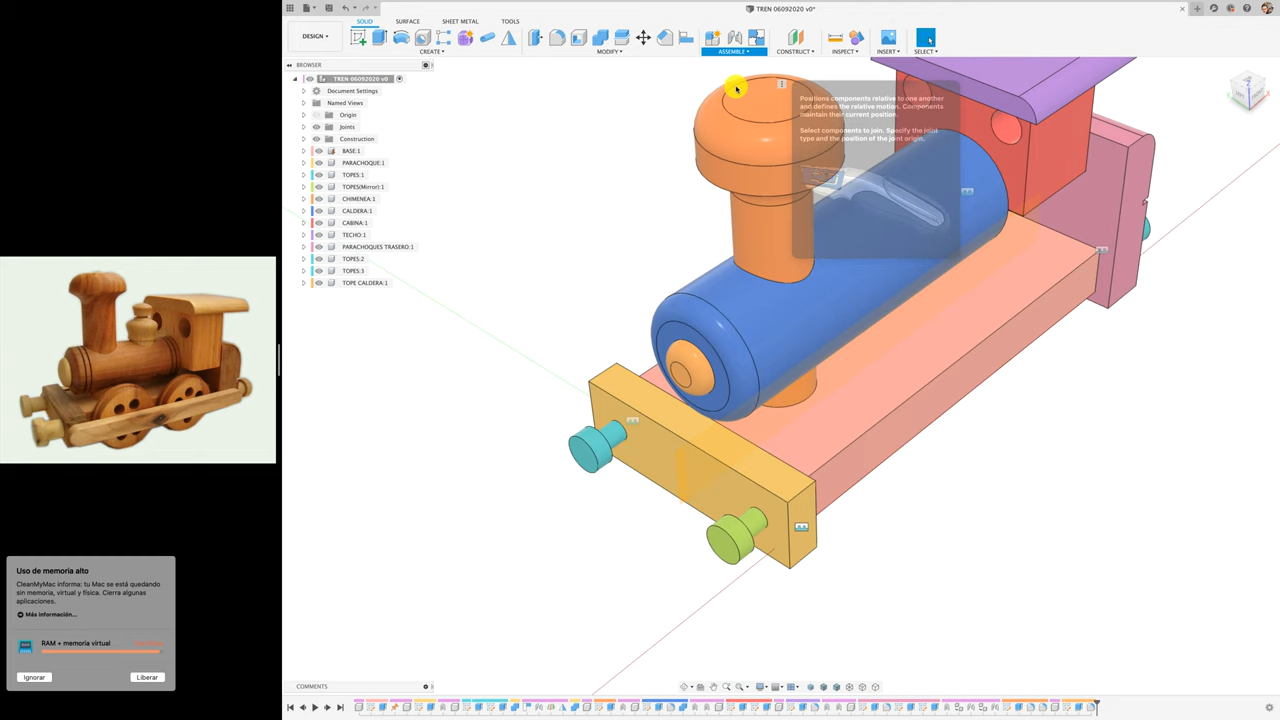 TREN 06092020 v0*
SOLID
SURFACE
SHEET METAL
TOOLS
DESIGN ▾
CREATE ▾
MODIFY ▾
ASSEMBLE ▾
CONSTRUCT ▾
INSPECT ▾
INSERT ▾
SELECT ▾
BROWSER
TREN 06092020 v0
Document Settings
Named Views
Origin
Joints
Construction
BASE:1
PARACHOQUE:1
TOPES:1
TOPES(Mirror):1
CHIMENEA:1
CALDERA:1
CABINA:1
TECHO:1
PARACHOQUES TRASERO:1
TOPES:2
TOPES:3
TOPE CALDERA:1
Positions components relative to one another
and defines the relative motion. Components
maintain their current position.
Select components to join. Specify the joint
type and the position of the joint origin.
Uso de memoria alto
CleanMyMac informa: tu Mac se está quedando
sin memoria, virtual y física. Cierra algunas
aplicaciones.
Más información...
RAM + memoria virtual
Ignorar
Liberar
COMMENTS